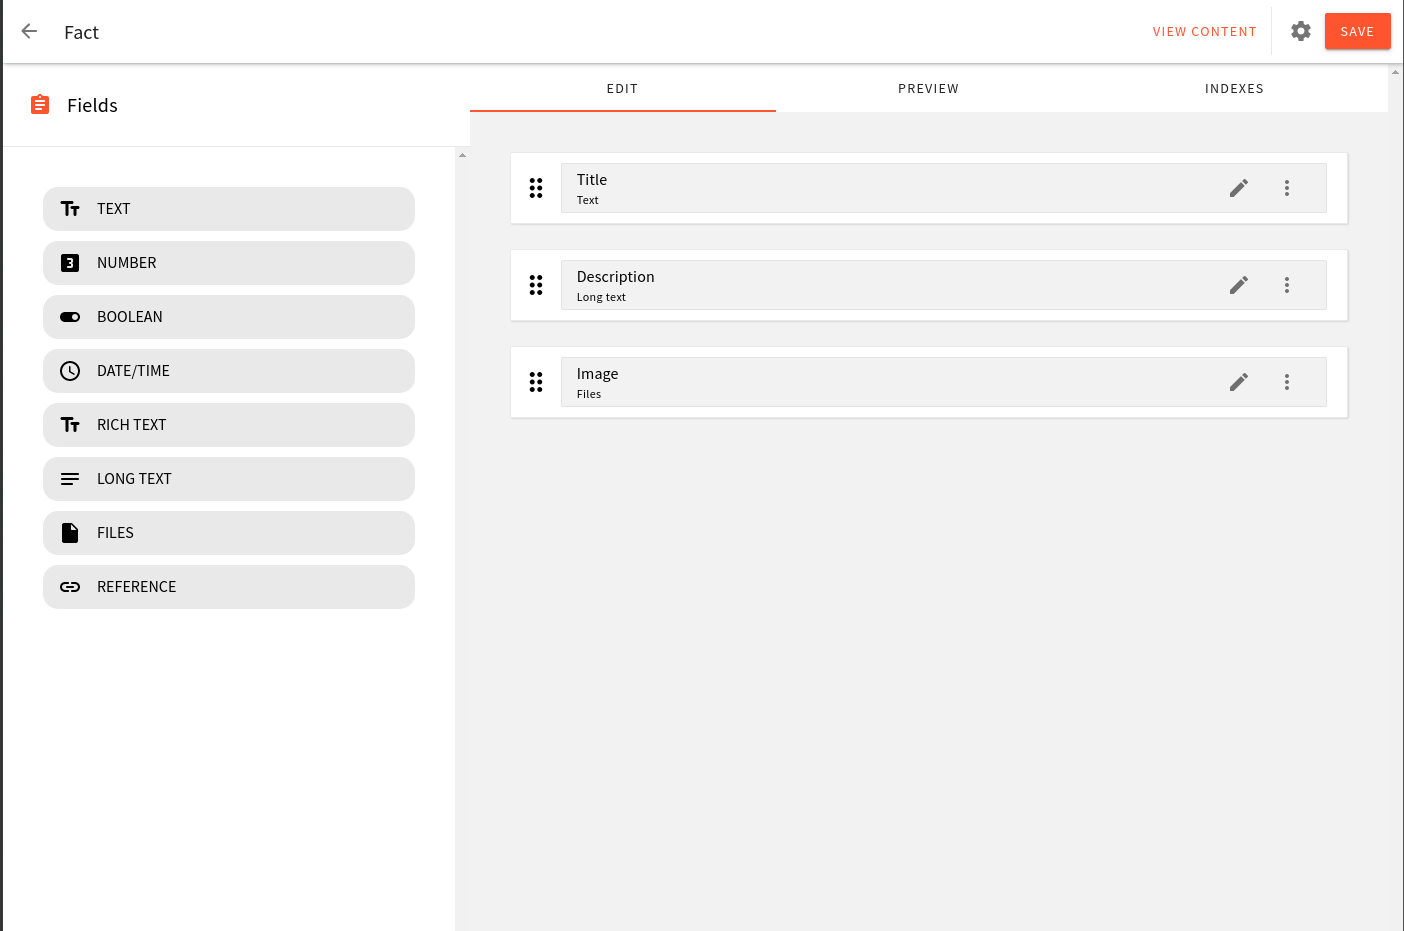 Fact
VIEW CONTENT
SAVE
Fields
EDIT
PREVIEW
INDEXES
TEXT
NUMBER
BOOLEAN
DATE/TIME
RICH TEXT
LONG TEXT
FILES
REFERENCE
Title
Text
Description
Long text
Image
Files